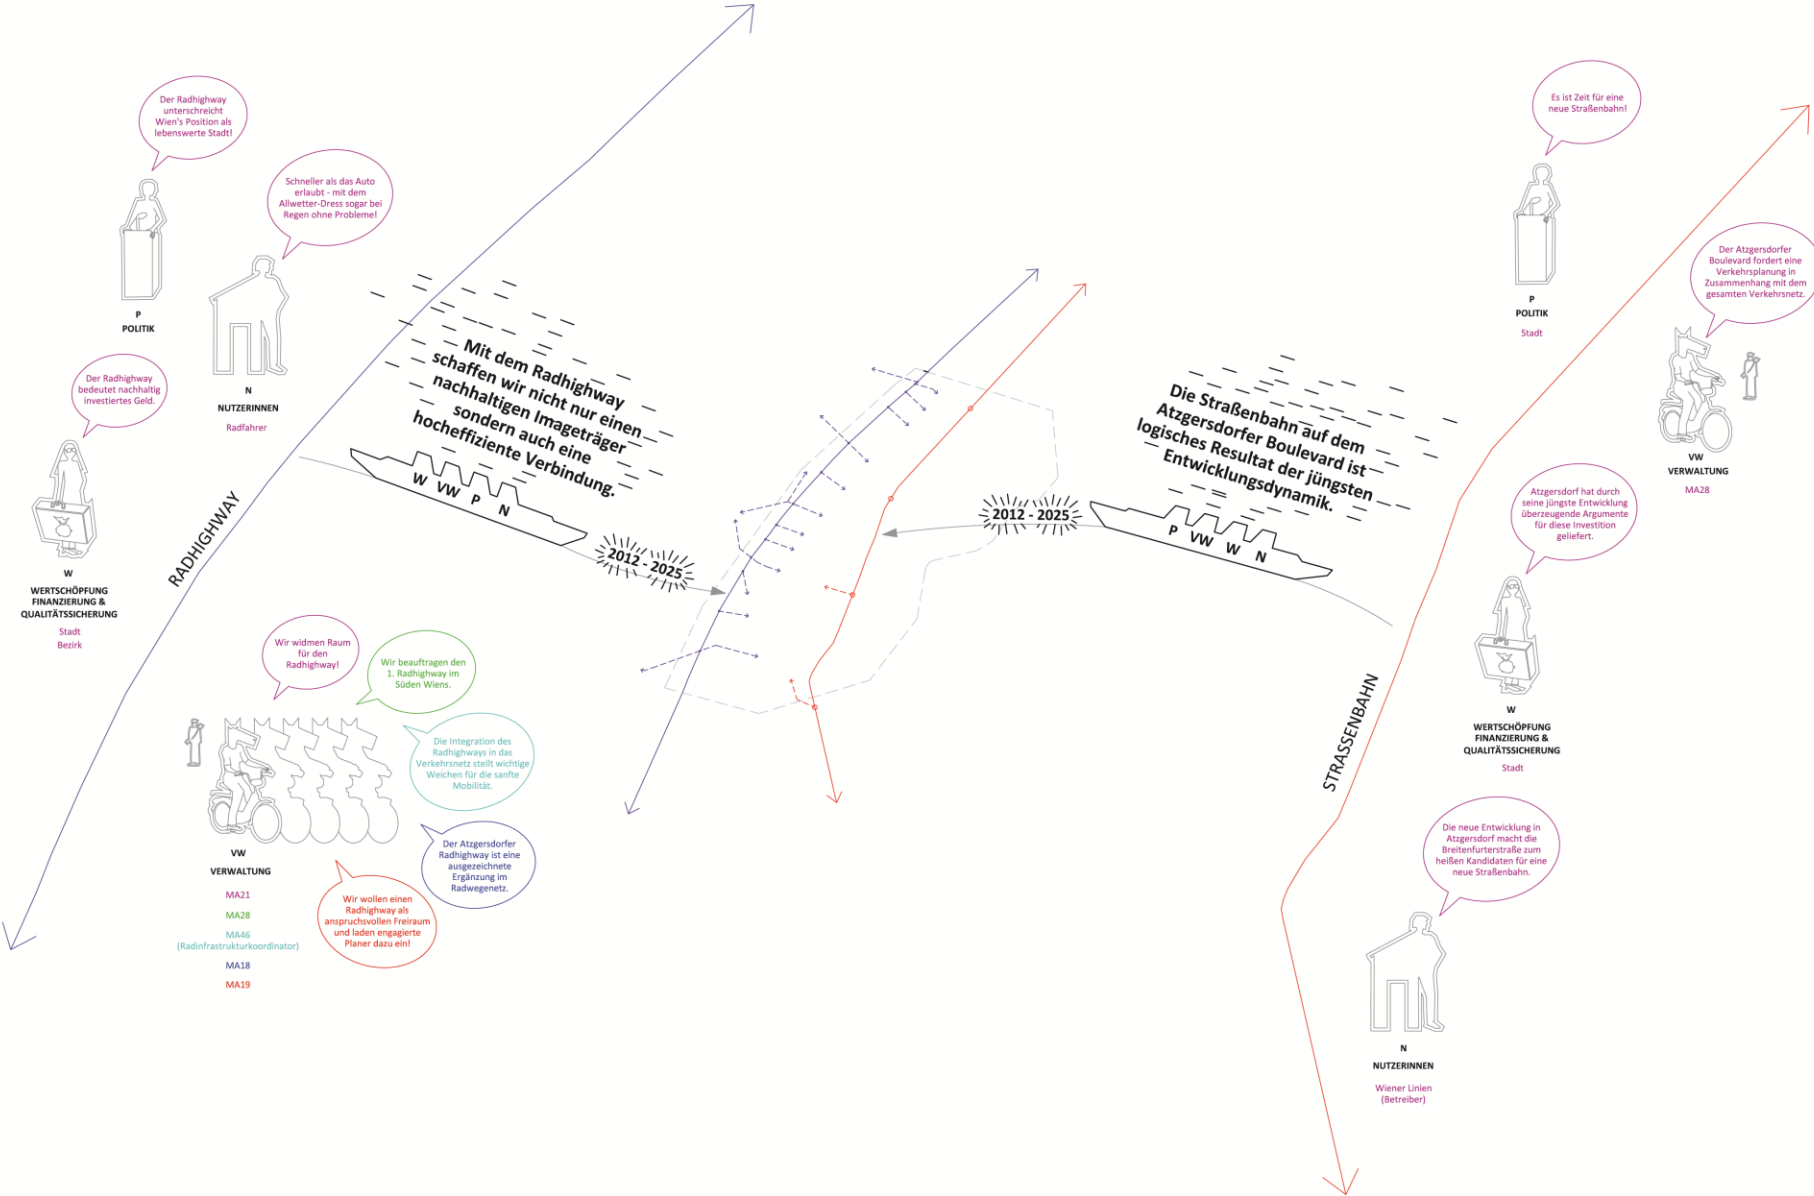 Der Radhighway
unterschreicht
Wien's Position als
lebenswerte Stadt!
P
POLITIK
Schneller als das Auto
erlaubt - mit dem
Allwetter-Dress sogar bei
Regen ohne Probleme!
N
NUTZERINNEN
Radfahrer
Der Radhighway
bedeutet nachhaltig
investiertes Geld.
W
WERTSCHÖPFUNG
FINANZIERUNG &
QUALITÄTSSICHERUNG
Stadt
Bezirk
RADHIGHWAY
Mit dem Radhighway
schaffen wir nicht nur einen
nachhaltigen Imageträger
sondern auch eine
hocheffiziente Verbindung.
W VW P N
2012 - 2025
Wir widmen Raum
für den
Radhighway!
Wir beauftragen den
1. Radhighway im
Süden Wiens.
Die Integration des
Radhighways in das
Verkehrsnetz stellt wichtige
Weichen für die sanfte
Mobilität.
Der Atzgersdorfer
Radhighway ist eine
ausgezeichnete
Ergänzung im
Radwegenetz.
Wir wollen einen
Radhighway als
anspruchsvollen Freiraum
und laden engagierte
Planer dazu ein!
VW
VERWALTUNG
MA21
MA28
MA46
(Radinfrastrukturkoordinator)
MA18
MA19
2012 - 2025
Die Straßenbahn auf dem
Atzgersdorfer Boulevard ist
logisches Resultat der jüngsten
Entwicklungsdynamik.
P VW W N
STRASSENBAHN
Es ist Zeit für eine
neue Straßenbahn!
P
POLITIK
Stadt
Der Atzgersdorfer
Boulevard fordert eine
Verkehrsplanung in
Zusammenhang mit dem
gesamten Verkehrsnetz.
VW
VERWALTUNG
MA28
Atzgersdorf hat durch
seine jüngste Entwicklung
überzeugende Argumente
für diese Investition
geliefert.
W
WERTSCHÖPFUNG
FINANZIERUNG &
QUALITÄTSSICHERUNG
Stadt
Die neue Entwicklung in
Atzgersdorf macht die
Breitenfurterstraße zum
heißen Kandidaten für eine
neue Straßenbahn.
N
NUTZERINNEN
Wiener Linien
(Betreiber)